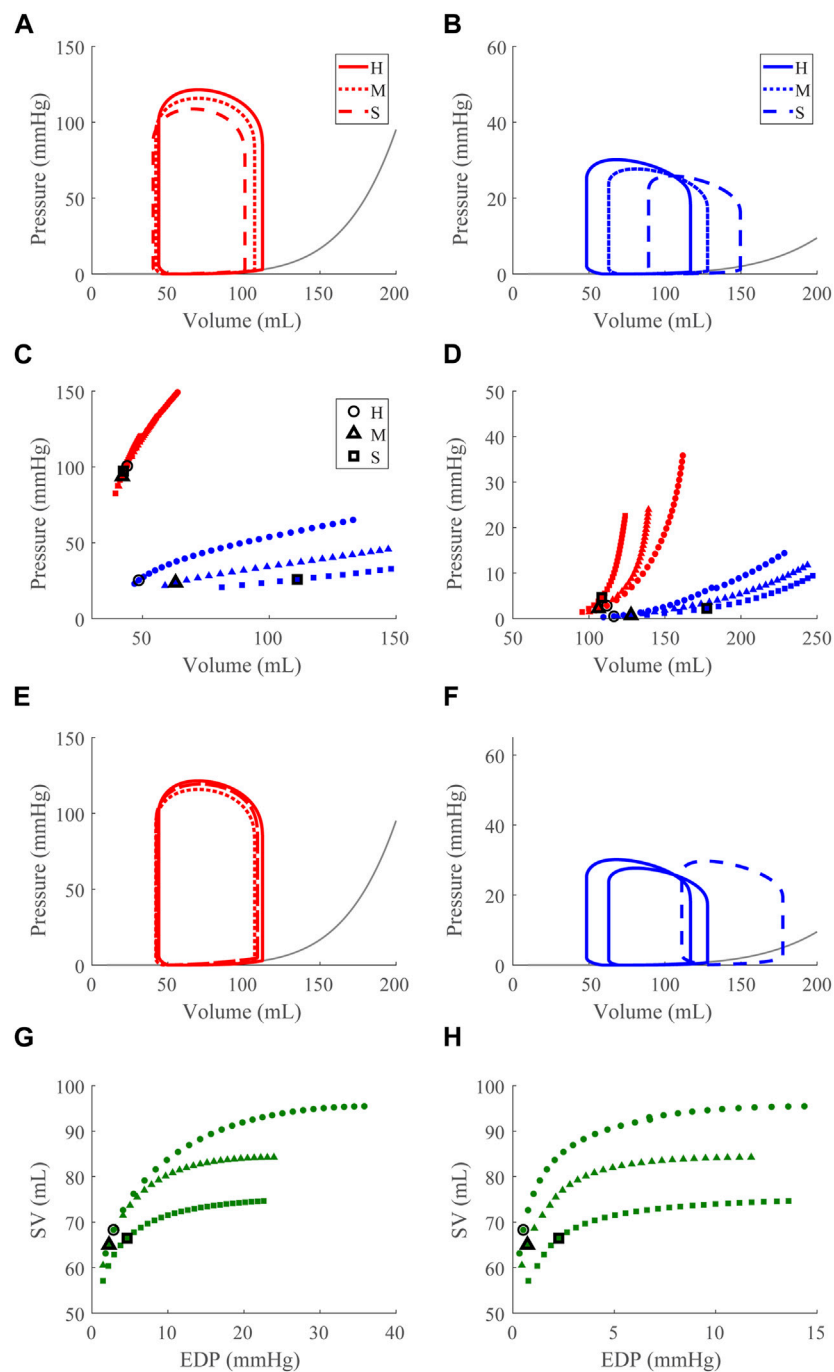 A
B
150
100
50
0
Pressure (mmHg)
0 50 100 150 200
Volume (mL)
H
M
S
60
40
20
0
Pressure (mmHg)
0 50 100 150 200
Volume (mL)
H
M
S
C
D
150
100
50
0
Pressure (mmHg)
50 100 150
Volume (mL)
H
M
S
50
40
30
20
10
0
Pressure (mmHg)
50 100 150 200 250
Volume (mL)
E
F
150
100
50
0
Pressure (mmHg)
0 50 100 150 200
Volume (mL)
60
40
20
0
Pressure (mmHg)
0 50 100 150 200
Volume (mL)
G
H
100
90
80
70
60
50
SV (mL)
0 10 20 30 40
EDP (mmHg)
100
90
80
70
60
50
SV (mL)
0 5 10 15
EDP (mmHg)